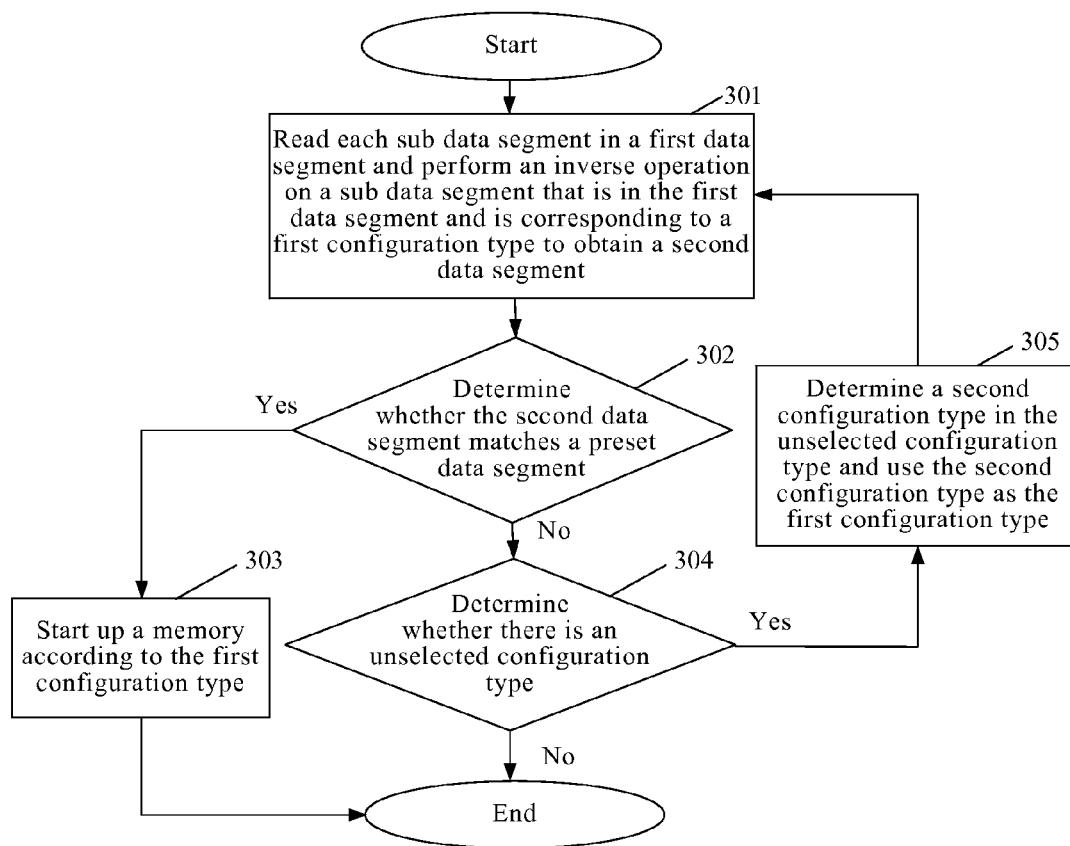 Start
301
Read each sub data segment in a first data
segment and perform an inverse operation
on a sub data segment that is in the first
data segment and is corresponding to a
first configuration type to obtain a second
data segment
302
Determine
whether the second data
segment matches a preset
data segment
Yes
No
305
Determine a second
configuration type in the
unselected configuration
type and use the second
configuration type as the
first configuration type
303
Start up a memory
according to the first
configuration type
304
Determine
whether there is an
unselected configuration
type
Yes
No
End